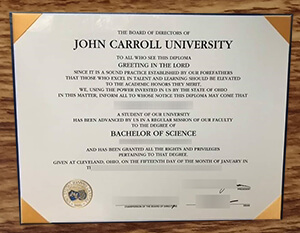 THE BOARD OF DIRECTORS OF
JOHN CARROLL UNIVERSITY
TO ALL WHO SEE THIS DIPLOMA
GREETING IN THE LORD
SINCE IT IS A SOUND PRACTICE ESTABLISHED BY OUR FOREFATHERS
THAT THOSE WHO EXCEL IN TALENT AND LEARNING SHOULD BE ELEVATED
TO THE ACADEMIC HONORS THEY MERIT.
WE, USING THE POWER INVESTED IN US BY THE STATE OF OHIO
IN THIS MATTER, INFORM ALL TO WHOSE NOTICE THIS DIPLOMA MAY COME THAT
A STUDENT OF OUR UNIVERSITY
HAS BEEN ADVANCED BY US IN A REGULAR SESSION OF OUR FACULTY
TO THE DEGREE OF
BACHELOR OF SCIENCE
AND HAS BEEN GRANTED ALL THE RIGHTS AND PRIVILEGES
PERTAINING TO THAT DEGREE.
GIVEN AT CLEVELAND, OHIO, ON THE FIFTEENTH DAY OF THE MONTH OF JANUARY IN
PRESIDENT